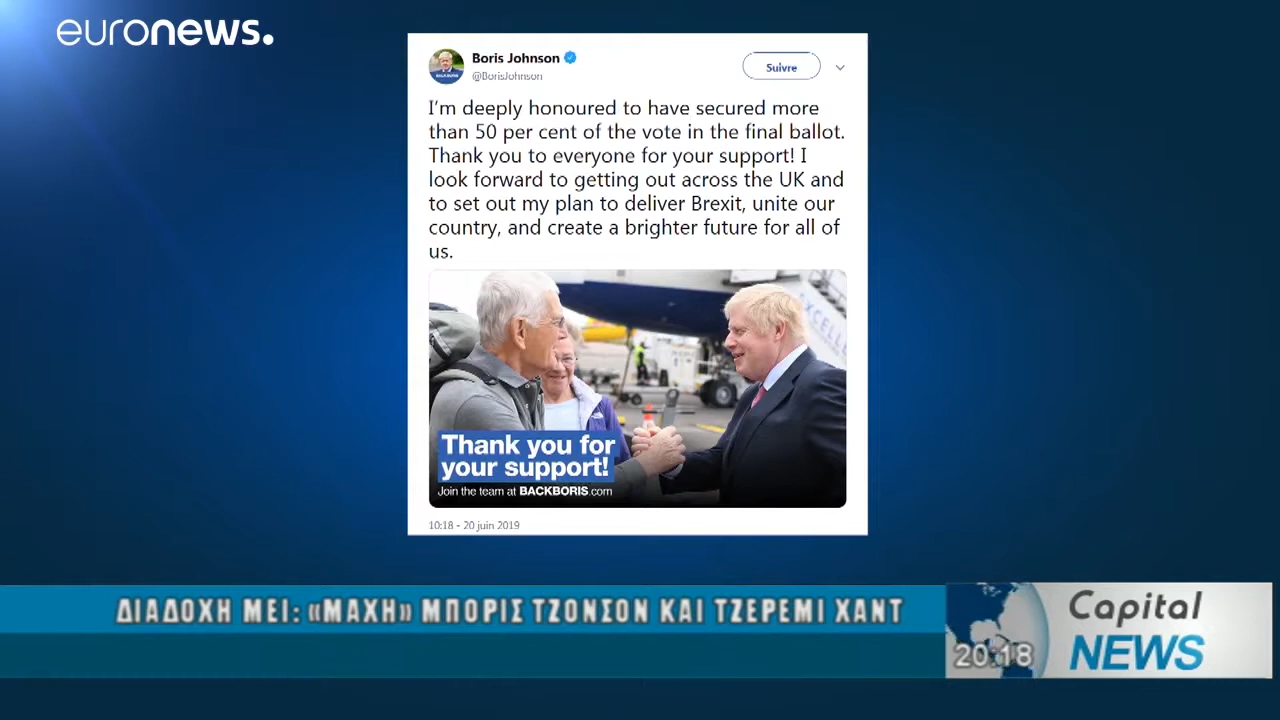 euronews.
Boris Johnson
@BorisJohnson
Suivre
I'm deeply honoured to have secured more
than 50 per cent of the vote in the final ballot.
Thank you to everyone for your support! I
look forward to getting out across the UK and
to set out my plan to deliver Brexit, unite our
country, and create a brighter future for all of
us.
Thank you for
your support!
Join the team at BACKBORIS.com
10:18 - 20 juin 2019
ΔΙΑΔΟΧΗ ΜΕΙ: «ΜΑΧΗ» ΜΠΟΡΙΣ ΤΖΟΝΣΟΝ ΚΑΙ ΤΖΕΡΕΜΙ ΧΑΝΤ
Capital
NEWS
20:18